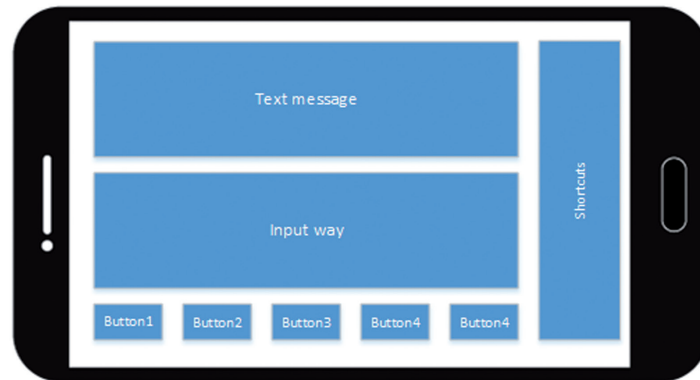 Text message
Input way
Button1
Button2
Button3
Button4
Button4
Shortcuts